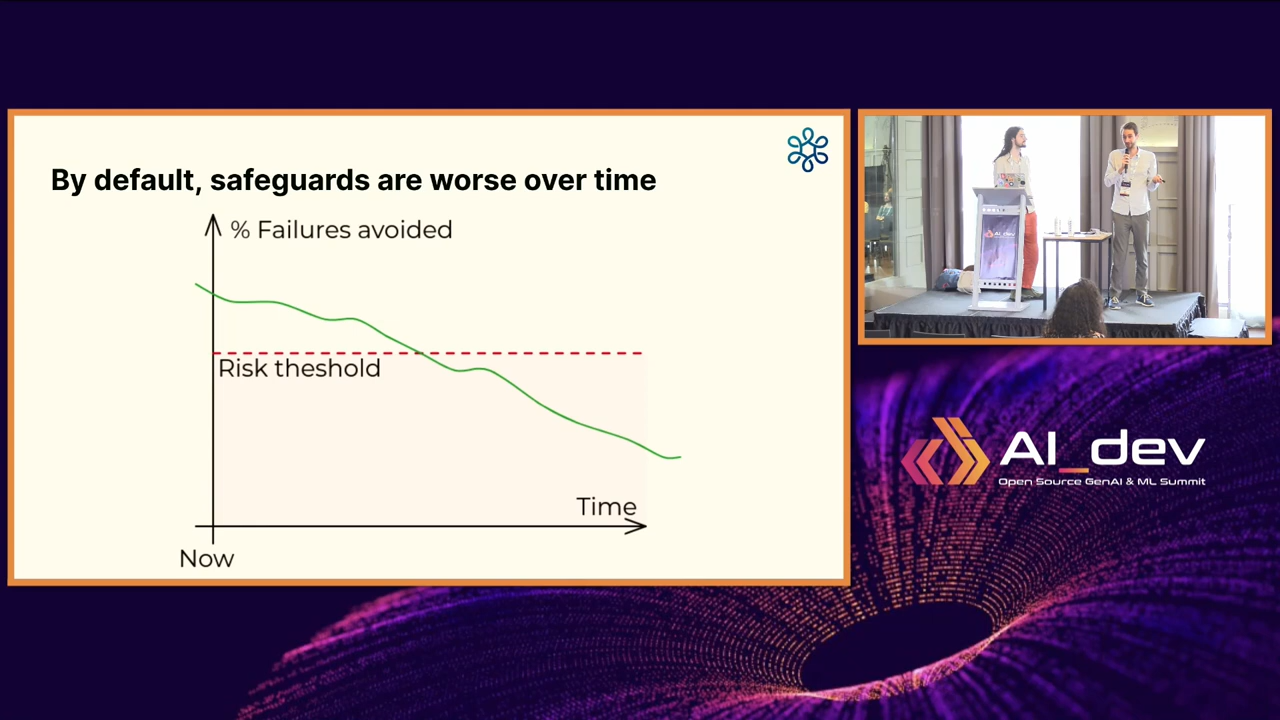 By default, safeguards are worse over time
% Failures avoided
Risk theshold
Time
Now
AI_dev
AI_dev
Open Source GenAI & ML Summit